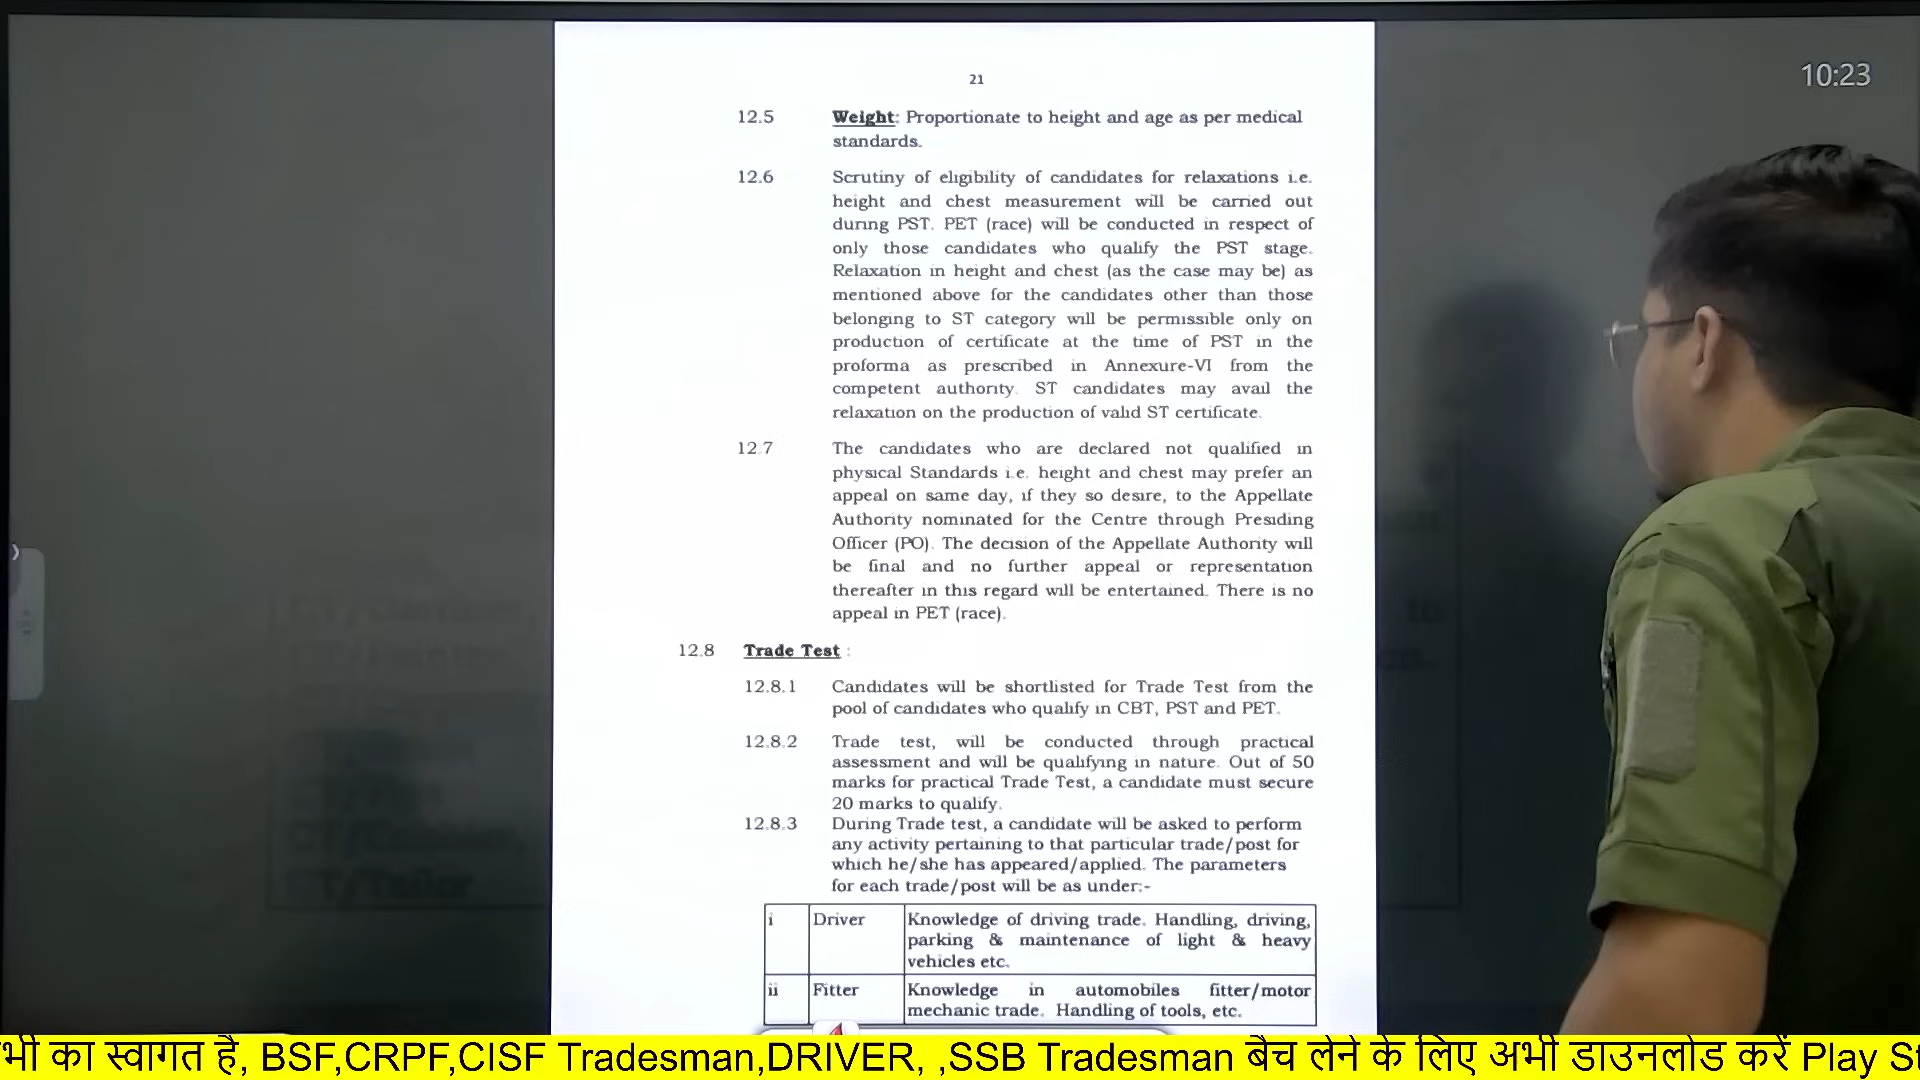 10:23
21
12.5 Weight: Proportionate to height and age as per medical
standards.
12.6 Scrutiny of eligibility of candidates for relaxations i.e.
height and chest measurement will be carried out
during PST. PET (race) will be conducted in respect of
only those candidates who qualify the PST stage.
Relaxation in height and chest (as the case may be) as
mentioned above for the candidates other than those
belonging to ST category will be permissible only on
production of certificate at the time of PST in the
proforma as prescribed in Annexure-VI from the
competent authority. ST candidates may avail the
relaxation on the production of valid ST certificate.
12.7 The candidates who are declared not qualified in
physical Standards i.e. height and chest may prefer an
appeal on same day, if they so desire, to the Appellate
Authority nominated for the Centre through Presiding
Officer (PO). The decision of the Appellate Authority will
be final and no further appeal or representation
thereafter in this regard will be entertained. There is no
appeal in PET (race).
12.8 Trade Test :
12.8.1 Candidates will be shortlisted for Trade Test from the
pool of candidates who qualify in CBT, PST and PET.
12.8.2 Trade test, will be conducted through practical
assessment and will be qualifying in nature. Out of 50
marks for practical Trade Test, a candidate must secure
20 marks to qualify.
12.8.3 During Trade test, a candidate will be asked to perform
any activity pertaining to that particular trade/post for
which he/she has appeared/applied. The parameters
for each trade/post will be as under:-
i Driver Knowledge of driving trade. Handling, driving,
parking & maintenance of light & heavy
vehicles etc.
ii Fitter Knowledge in automobiles fitter/motor
mechanic trade. Handling of tools, etc.
भी का स्वागत है, BSF,CRPF,CISF Tradesman,DRIVER, ,SSB Tradesman बैच लेने के लिए अभी डाउनलोड करें Play St